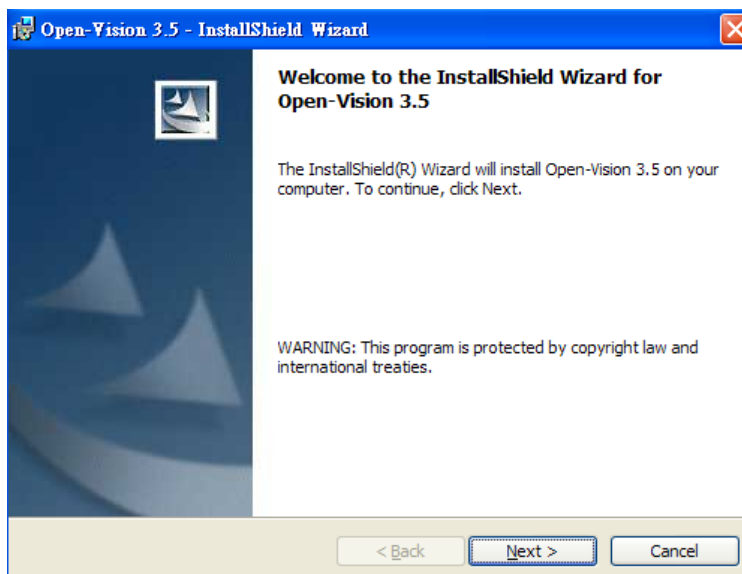 Open-Vision 3.5 - InstallShield Wizard
Welcome to the InstallShield Wizard for
Open-Vision 3.5
The InstallShield(R) Wizard will install Open-Vision 3.5 on your
computer. To continue, click Next.
WARNING: This program is protected by copyright law and
international treaties.
< Back Next > Cancel